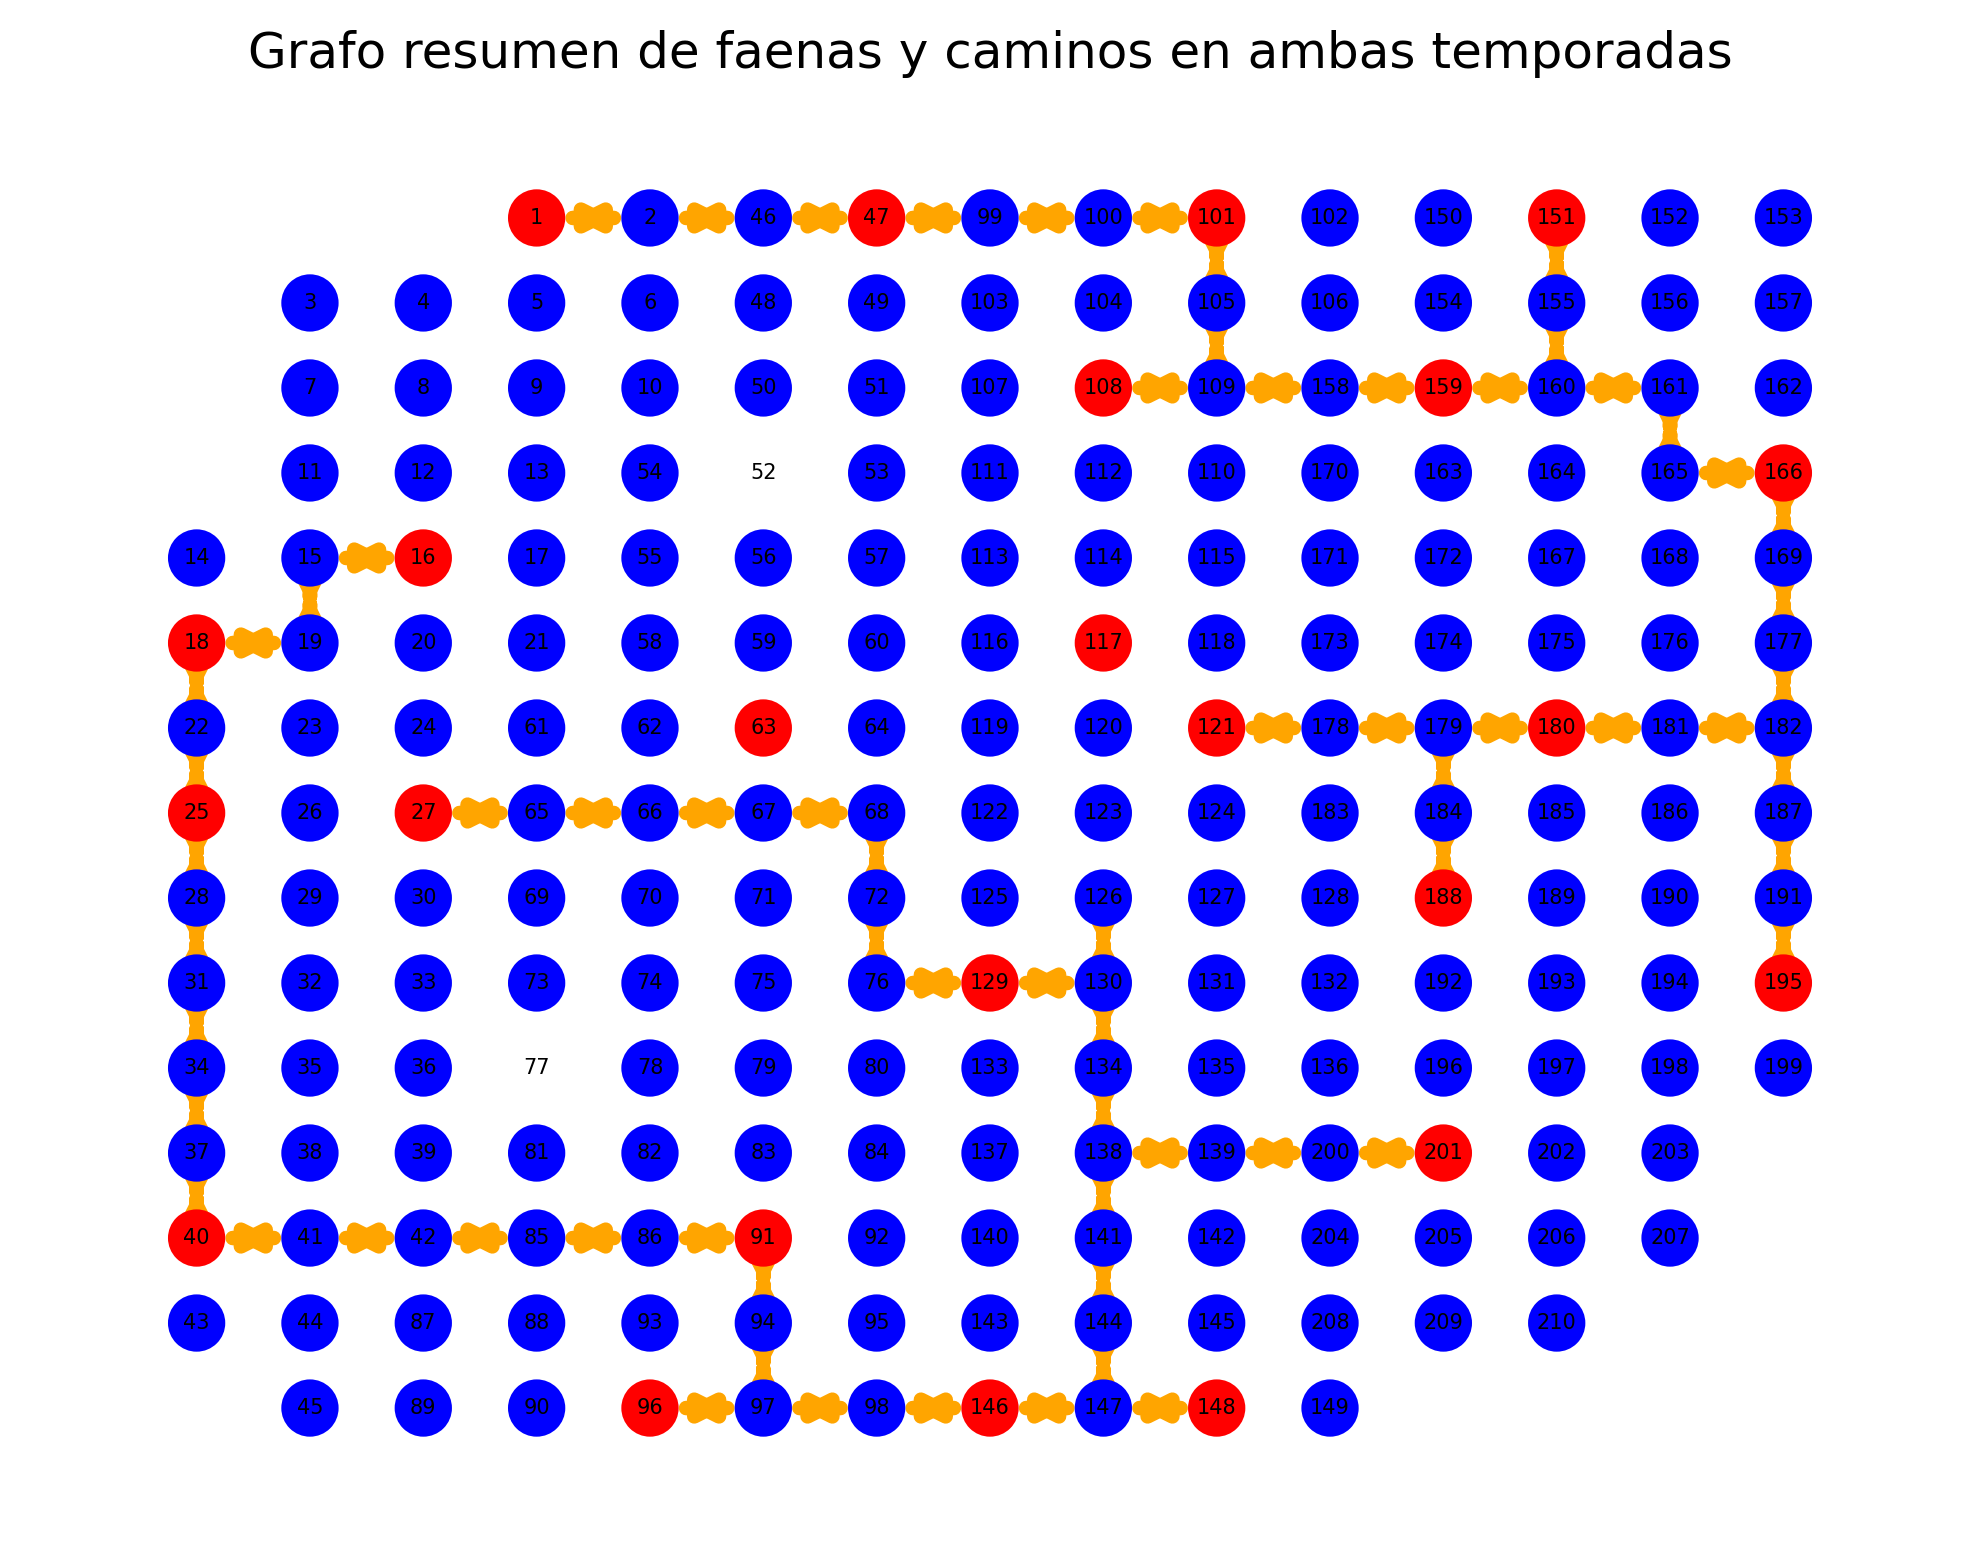 Grafo resumen de faenas y caminos en ambas temporadas
1 2 46 47 99 100 101 102 150 151 152 153
3 4 5 6 48 49 103 104 105 106 154 155 156 157
7 8 9 10 50 51 107 108 109 158 159 160 161 162
11 12 13 54 52 53 111 112 110 170 163 164 165 166
14 15 16 17 55 56 57 113 114 115 171 172 167 168 169
18 19 20 21 58 59 60 116 117 118 173 174 175 176 177
22 23 24 61 62 63 64 119 120 121 178 179 180 181 182
25 26 27 65 66 67 68 122 123 124 183 184 185 186 187
28 29 30 69 70 71 72 125 126 127 128 188 189 190 191
31 32 33 73 74 75 76 129 130 131 132 192 193 194 195
34 35 36 77 78 79 80 133 134 135 136 196 197 198 199
37 38 39 81 82 83 84 137 138 139 200 201 202 203
40 41 42 85 86 91 92 140 141 142 204 205 206 207
43 44 87 88 93 94 95 143 144 145 208 209 210
45 89 90 96 97 98 146 147 148 149